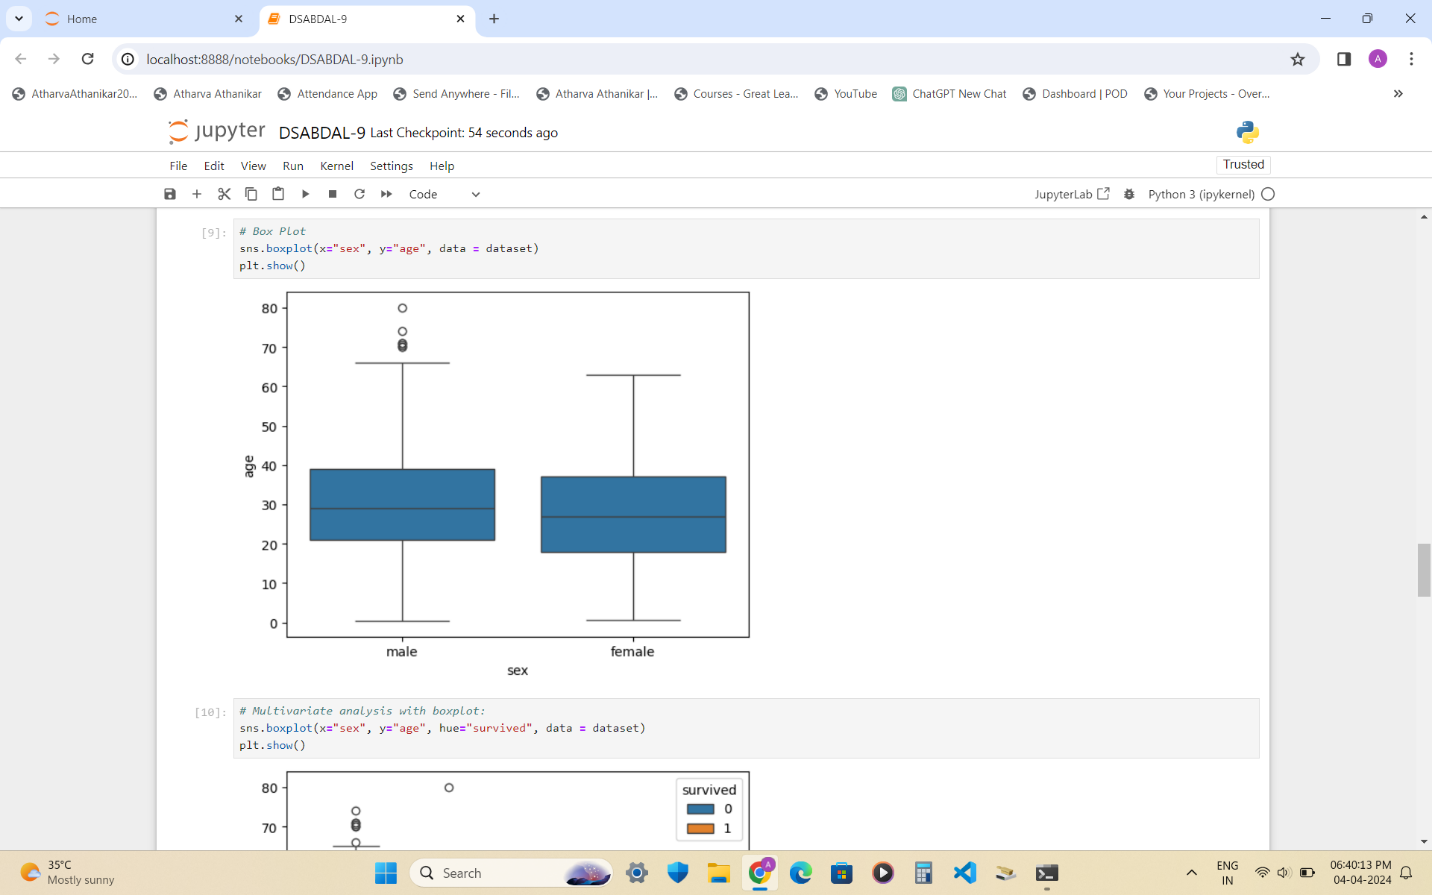 Home
DSABDAL-9
localhost:8888/notebooks/DSABDAL-9.ipynb
A
AtharvaAthanikar20... Atharva Athanikar Attendance App Send Anywhere - Fil... Atharva Athanikar |... Courses - Great Lea... YouTube ChatGPT New Chat Dashboard | POD Your Projects - Over...
jupyter DSABDAL-9 Last Checkpoint: 54 seconds ago
File Edit View Run Kernel Settings Help
Trusted
Code
JupyterLab Python 3 (ipykernel)
[9]:
# Box Plot
sns.boxplot(x="sex", y="age", data = dataset)
plt.show()
80
70
60
50
40
30
20
10
0
age
male female
sex
[10]:
# Multivariate analysis with boxplot:
sns.boxplot(x="sex", y="age", hue="survived", data = dataset)
plt.show()
80
70
survived
0
1
35°C
Mostly sunny
Search
A
ENG
IN
06:40:13 PM
04-04-2024